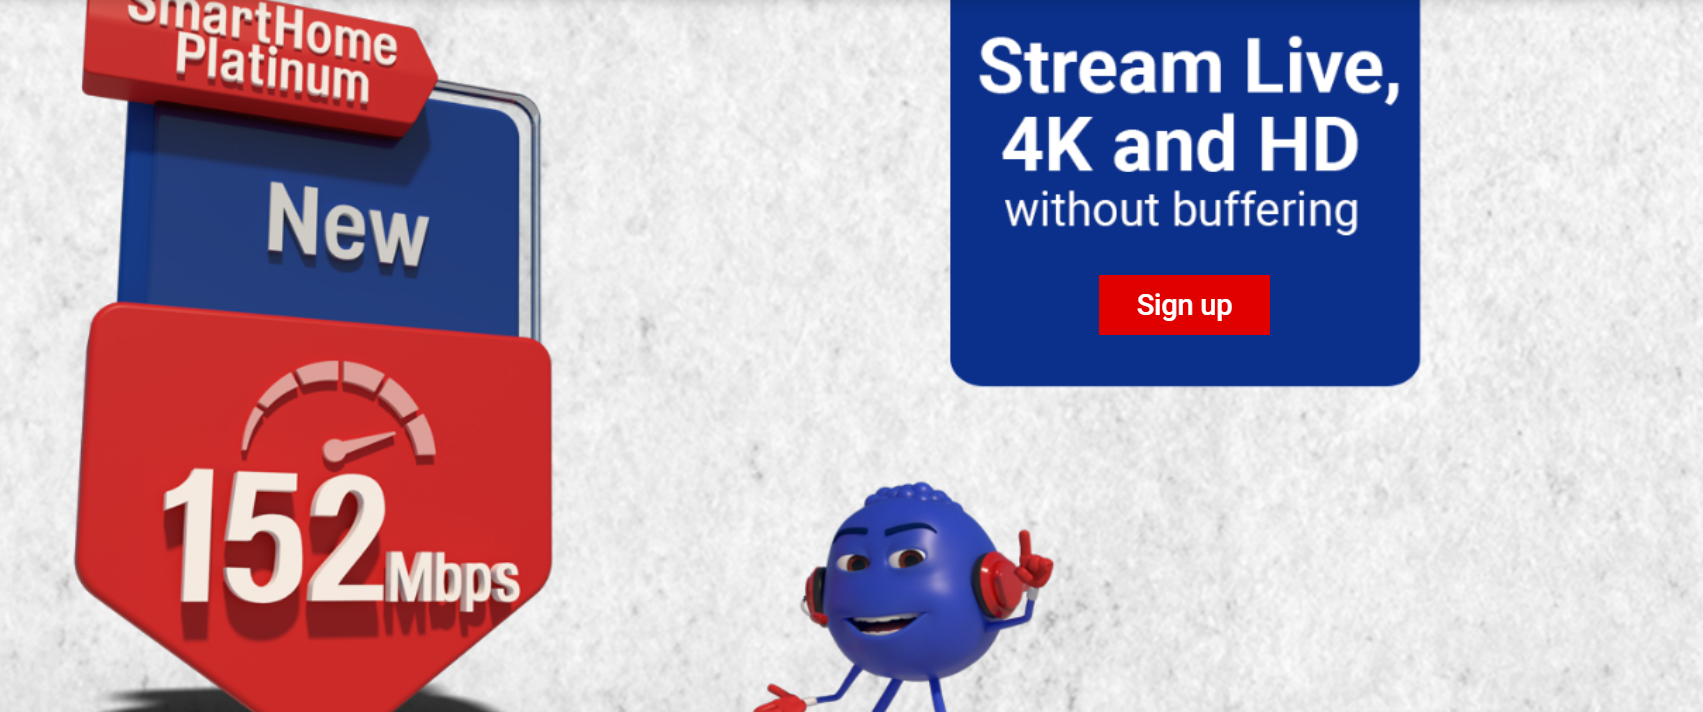 SmartHome
Platinum
New
152Mbps
Stream Live,
4K and HD
without buffering
Sign up